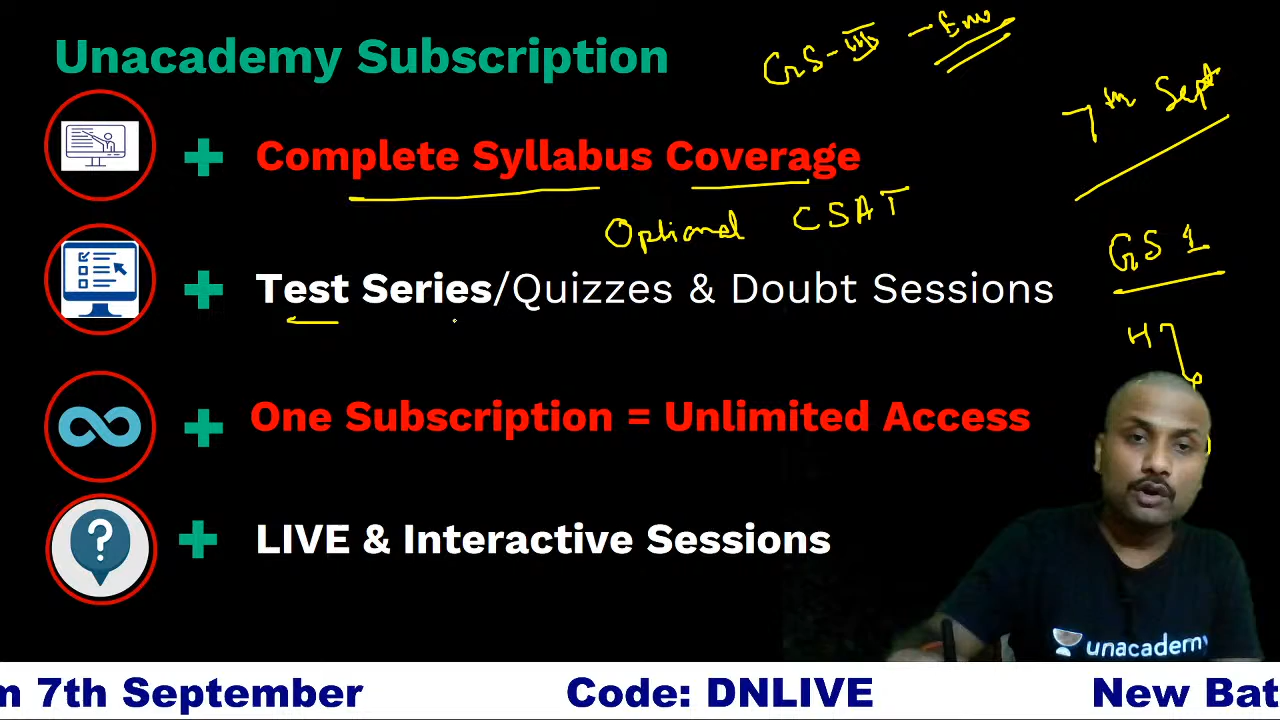 Unacademy Subscription
GS-III - Env
7th Sept
Complete Syllabus Coverage
Optional CSAT
GS 1
Test Series/Quizzes & Doubt Sessions
H
One Subscription = Unlimited Access
LIVE & Interactive Sessions
unacademy
m 7th September Code: DNLIVE New Bat